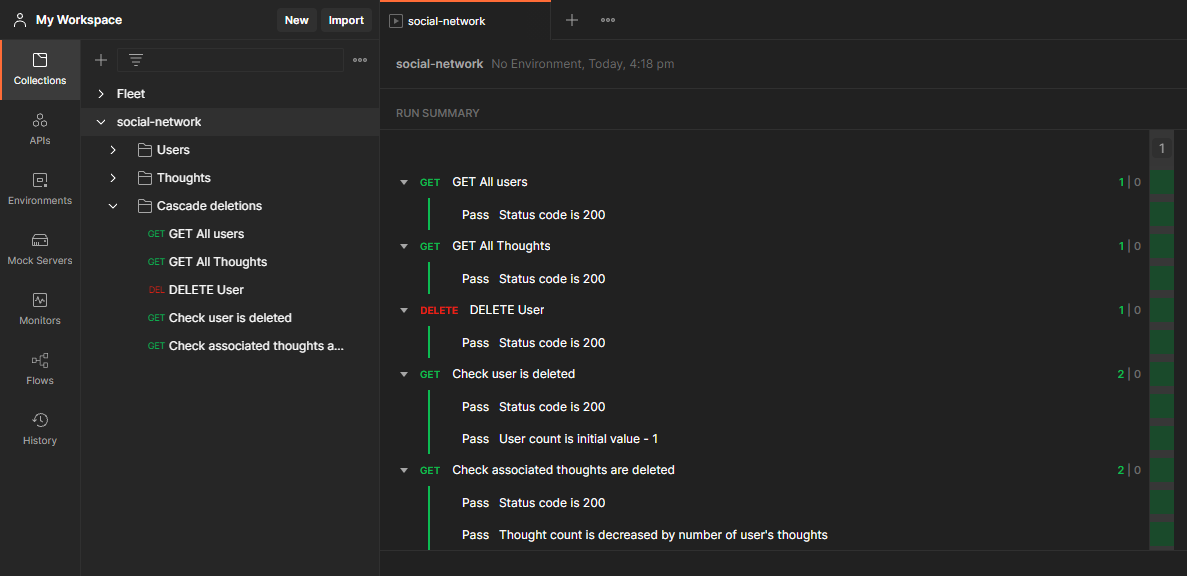 My Workspace
New
Import
Collections
APIs
Environments
Mock Servers
Monitors
Flows
History
Fleet
social-network
Users
Thoughts
Cascade deletions
GET GET All users
GET GET All Thoughts
DEL DELETE User
GET Check user is deleted
GET Check associated thoughts a...
social-network
social-network No Environment, Today, 4:18 pm
RUN SUMMARY
1
GET GET All users 1 | 0
Pass Status code is 200
GET GET All Thoughts 1 | 0
Pass Status code is 200
DELETE DELETE User 1 | 0
Pass Status code is 200
GET Check user is deleted 2 | 0
Pass Status code is 200
Pass User count is initial value - 1
GET Check associated thoughts are deleted 2 | 0
Pass Status code is 200
Pass Thought count is decreased by number of user's thoughts